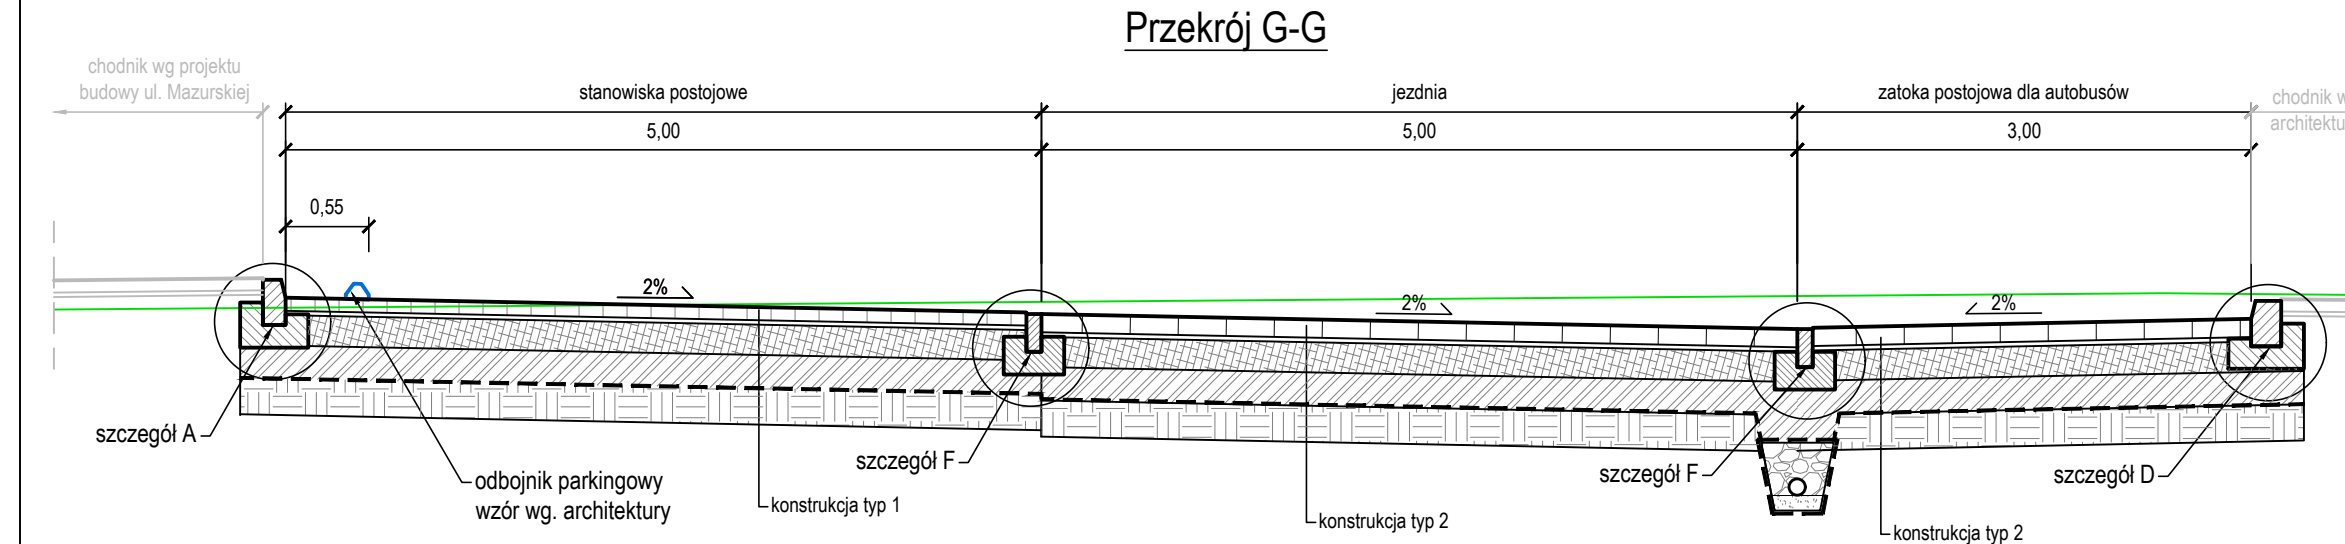 Przekrój G-G
chodnik wg projektu
budowy ul. Mazurskiej
stanowiska postojowe
jezdnia
zatoka postojowa dla autobusów
chodnik w
architektu
5,00
5,00
3,00
0,55
2%
2%
2%
szczegół A
szczegół F
szczegół F
szczegół D
odbojnik parkingowy
wzór wg. architektury
konstrukcja typ 1
konstrukcja typ 2
konstrukcja typ 2